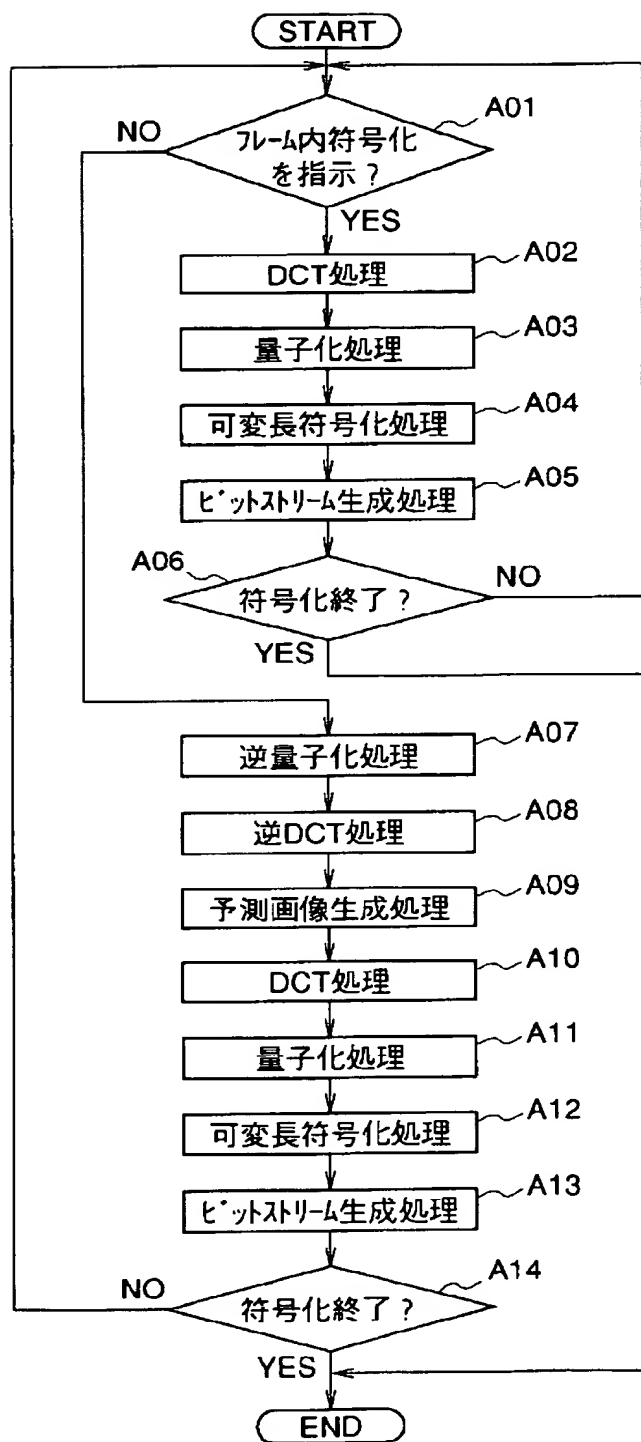 START
A01
NO
フレーム内符号化
を指示？
YES
A02
DCT処理
A03
量子化処理
A04
可変長符号化処理
A05
ビットストリーム生成処理
A06
符号化終了？
NO
YES
A07
逆量子化処理
A08
逆DCT処理
A09
予測画像生成処理
A10
DCT処理
A11
量子化処理
A12
可変長符号化処理
A13
ビットストリーム生成処理
A14
NO
符号化終了？
YES
END